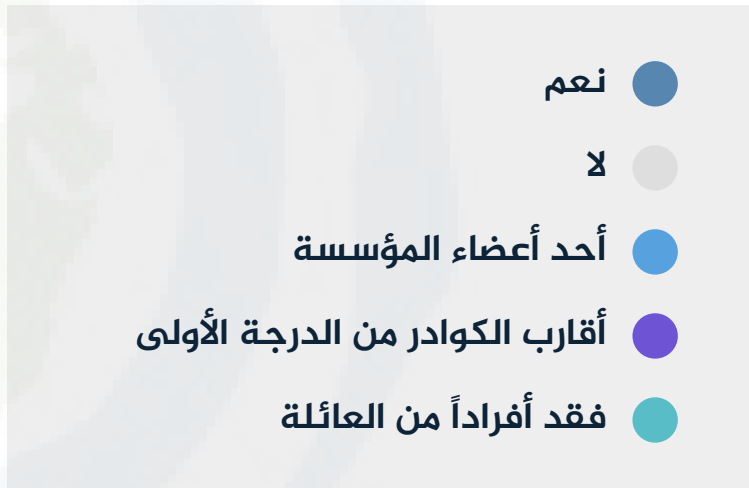 نعم
لا
أحد أعضاء المؤسسة
أقارب الكوادر من الدرجة الأولى
فقد أفراداً من العائلة